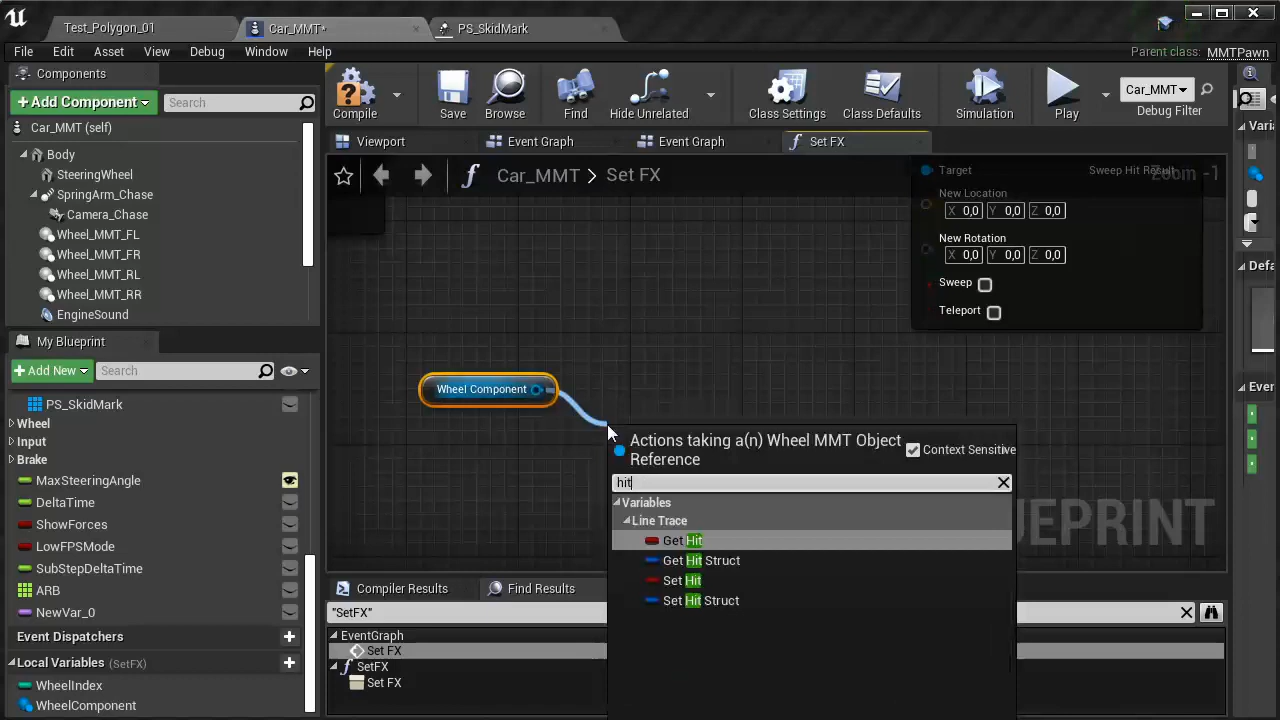 Test_Polygon_01
Car_MMT*
PS_SkidMark
File Edit Asset View Debug Window Help
Parent class: MMTPawn
Components
+ Add Component
Search
Car_MMT (self)
Body
SteeringWheel
SpringArm_Chase
Camera_Chase
Wheel_MMT_FL
Wheel_MMT_FR
Wheel_MMT_RL
Wheel_MMT_RR
EngineSound
My Blueprint
+ Add New
Search
PS_SkidMark
Wheel
Input
Brake
MaxSteeringAngle
DeltaTime
ShowForces
LowFPSMode
SubStepDeltaTime
ARB
NewVar_0
Event Dispatchers
Local Variables (SetFX)
WheelIndex
WheelComponent
Compile
Save
Browse
Find
Hide Unrelated
Class Settings
Class Defaults
Simulation
Play
Car_MMT
Debug Filter
Viewport
Event Graph
Event Graph
Set FX
Car_MMT > Set FX
Zoom -1
Target
Sweep Hit Result
New Location
X 0,0 Y 0,0 Z 0,0
New Rotation
X 0,0 Y 0,0 Z 0,0
Sweep
Teleport
Wheel Component
Actions taking a(n) Wheel MMT Object
Reference
Context Sensitive
hit
Variables
Line Trace
Get Hit
Get Hit Struct
Set Hit
Set Hit Struct
UEPRINT
Compiler Results
Find Results
"SetFX"
EventGraph
Set FX
SetFX
Set FX
Varia
Defa
Even